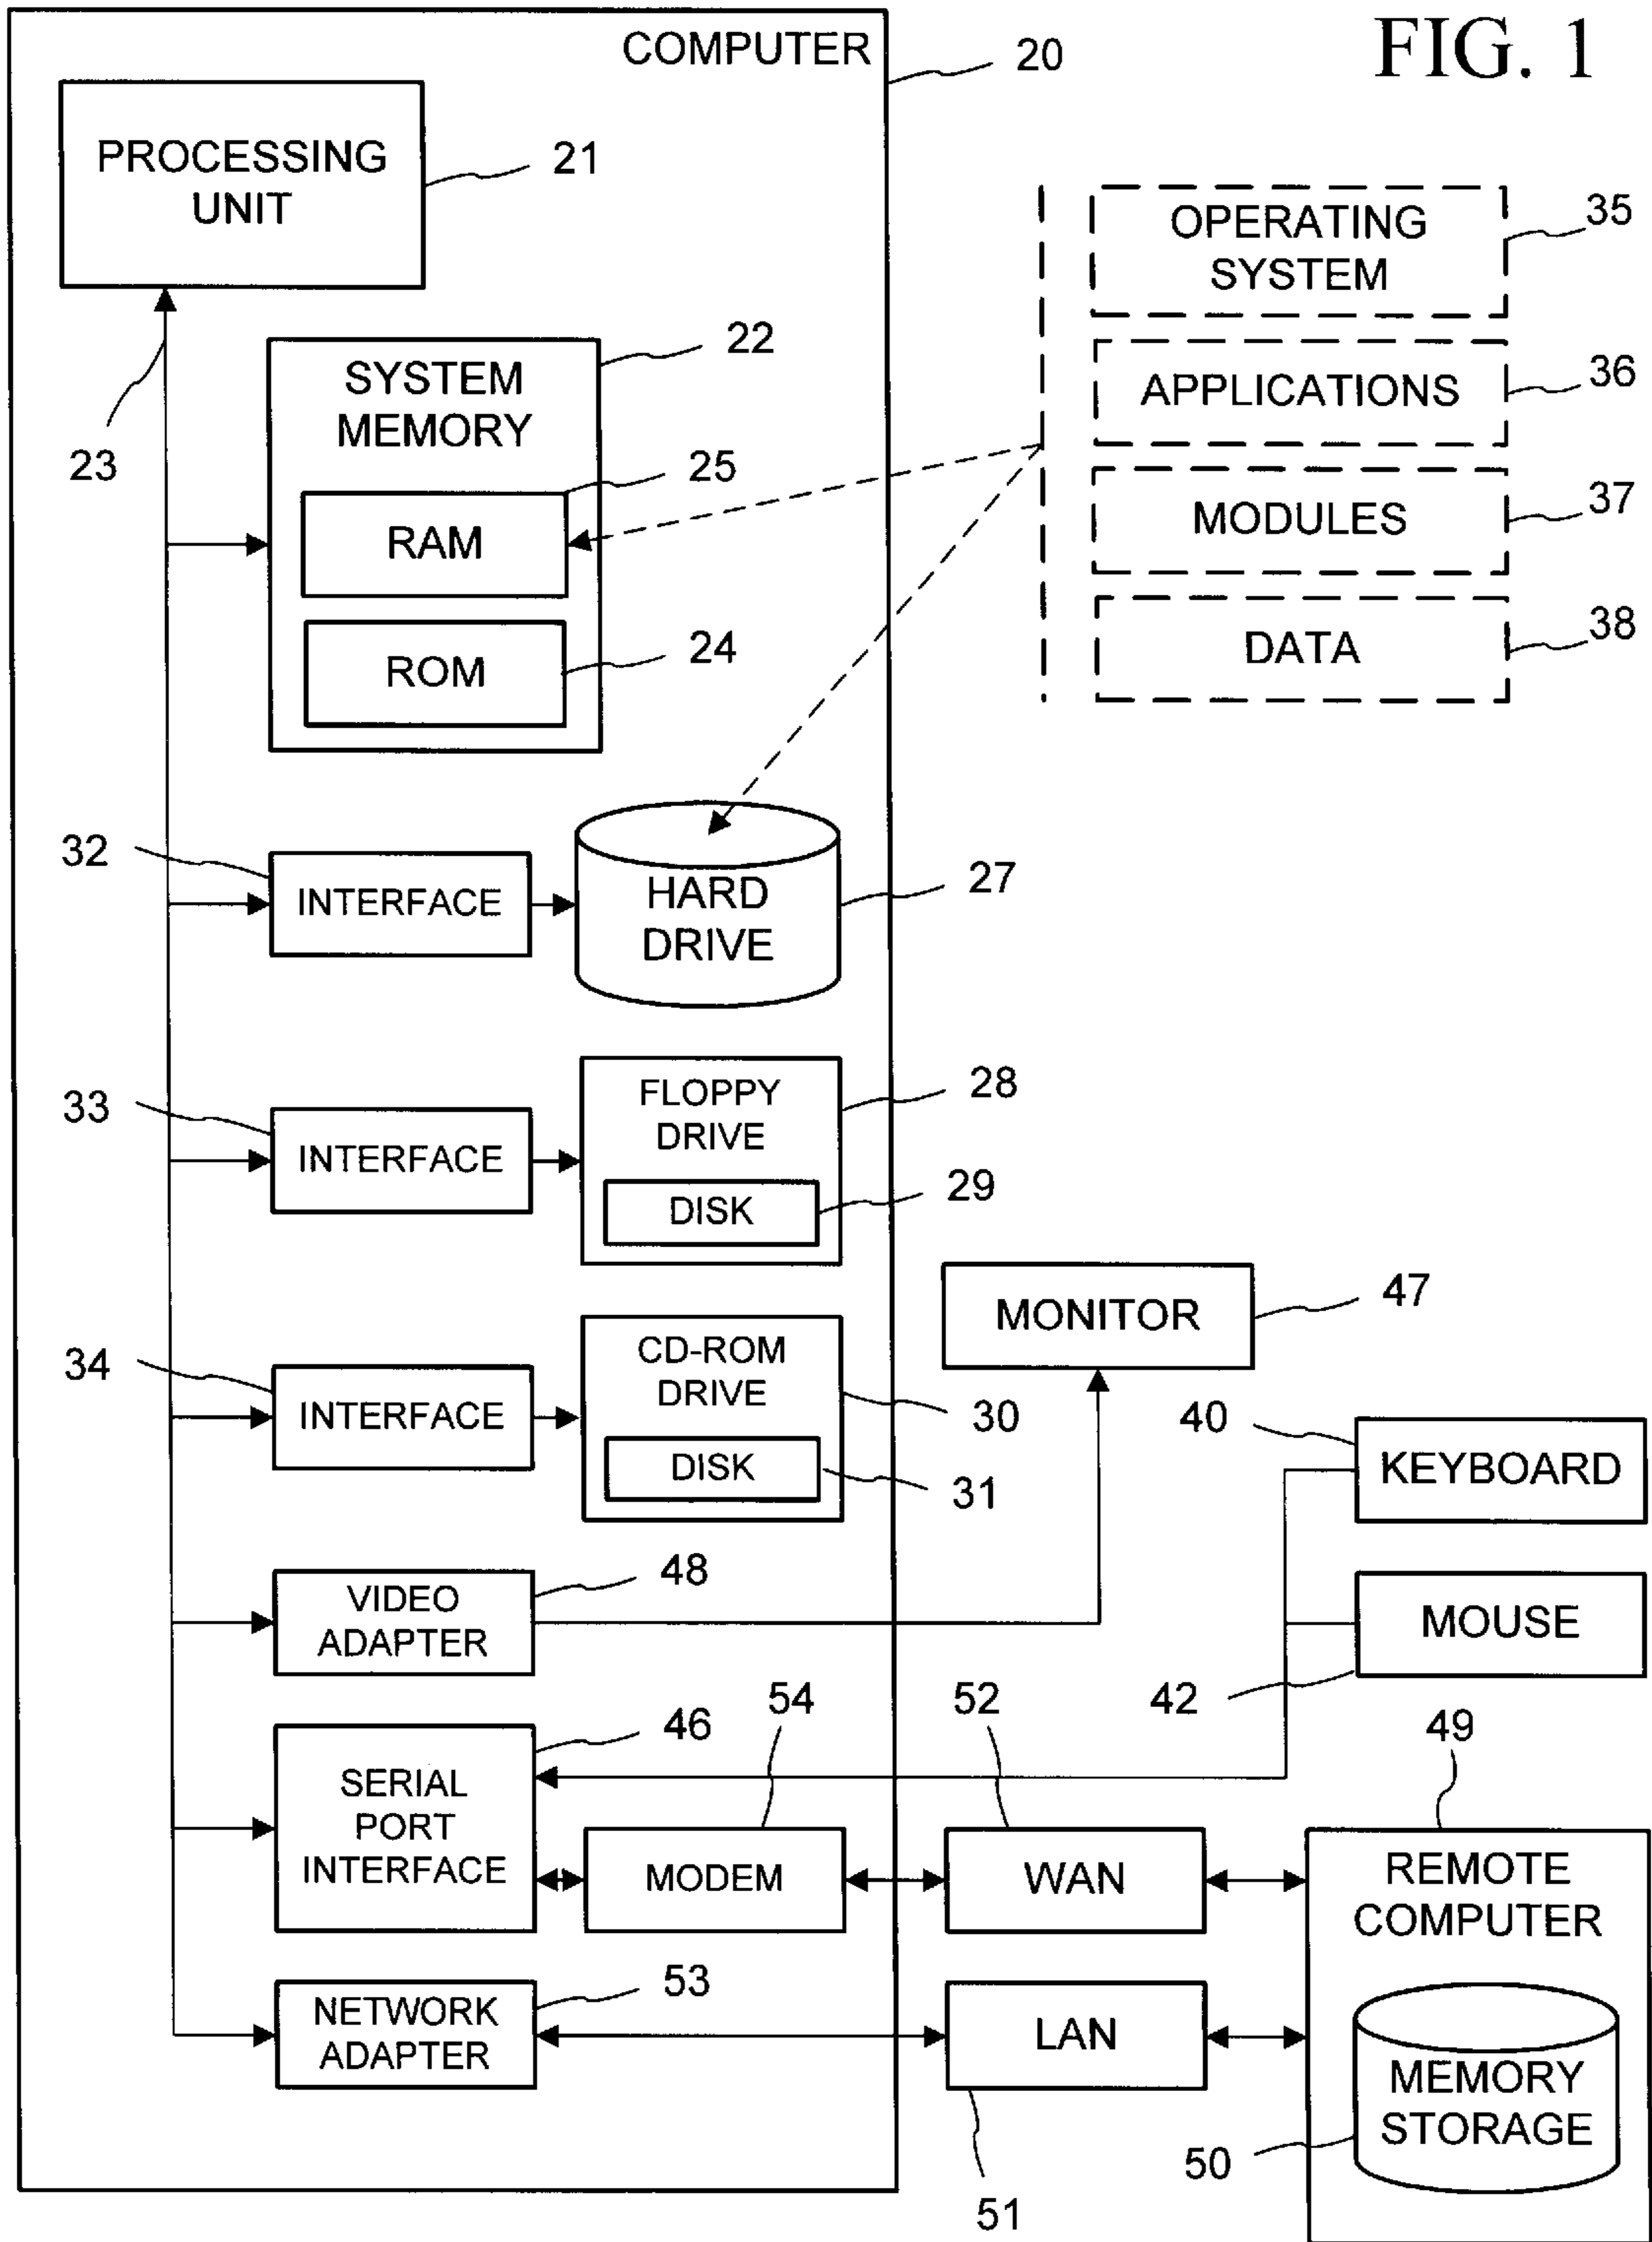 FIG. 1
COMPUTER
20
PROCESSING
UNIT
21
23
SYSTEM
MEMORY
22
RAM
25
ROM
24
OPERATING
SYSTEM
35
APPLICATIONS
36
MODULES
37
DATA
38
32
INTERFACE
HARD
DRIVE
27
33
INTERFACE
FLOPPY
DRIVE
28
DISK
29
34
INTERFACE
CD-ROM
DRIVE
30
DISK
31
MONITOR
47
40
KEYBOARD
MOUSE
42
VIDEO
ADAPTER
48
SERIAL
PORT
INTERFACE
46
54
MODEM
52
WAN
49
REMOTE
COMPUTER
MEMORY
STORAGE
50
NETWORK
ADAPTER
53
LAN
51